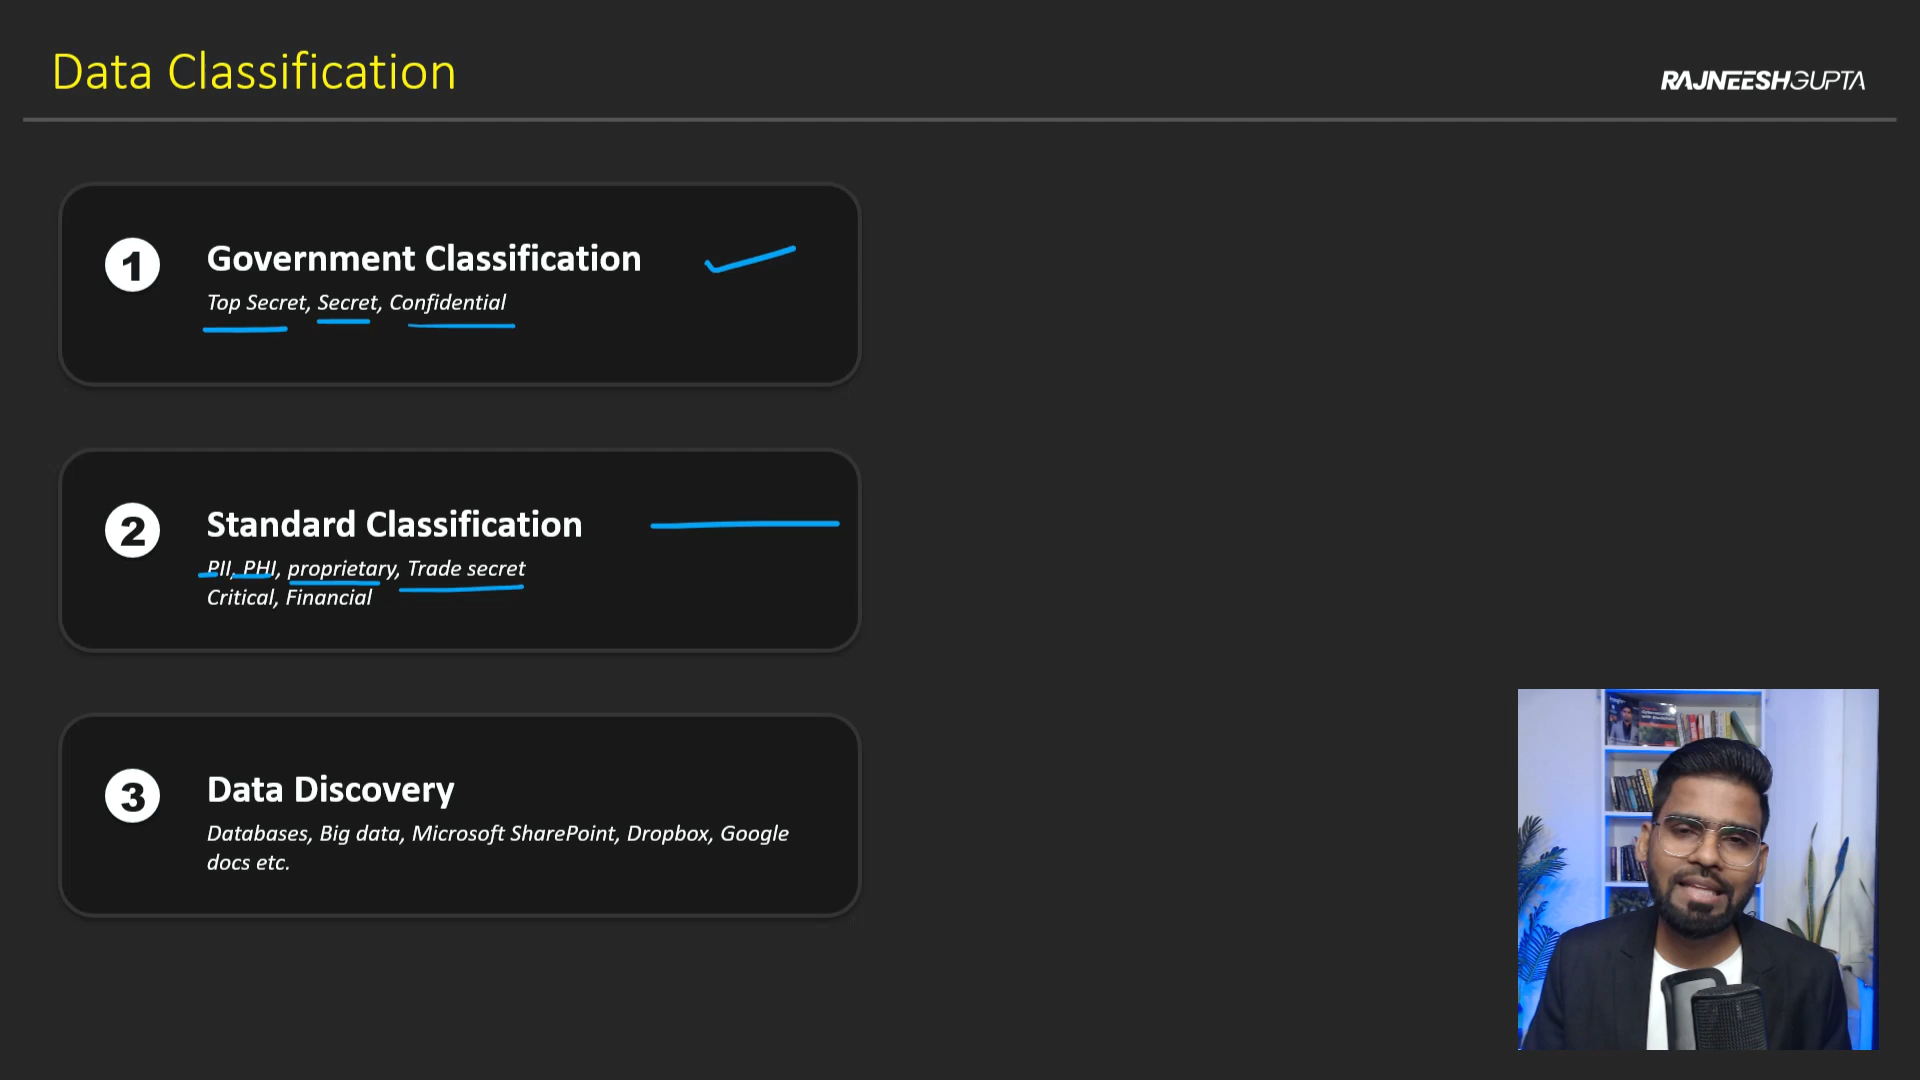 Data Classification
RAJNEESHGUPTA
1
Government Classification
Top Secret, Secret, Confidential
2
Standard Classification
PII, PHI, proprietary, Trade secret
Critical, Financial
3
Data Discovery
Databases, Big data, Microsoft SharePoint, Dropbox, Google
docs etc.